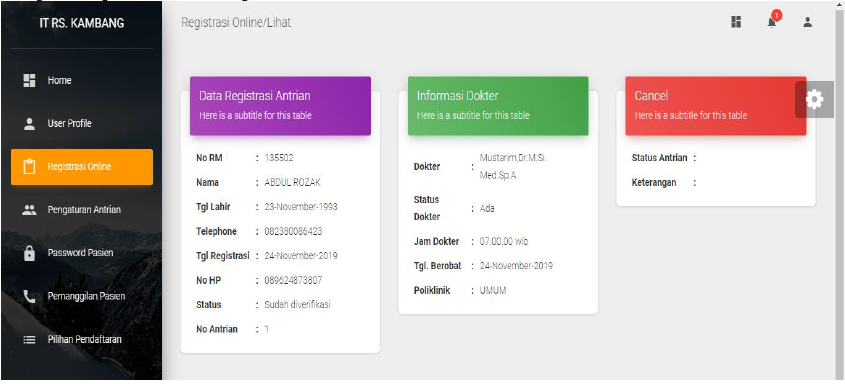 IT RS. KAMBANG
Registrasi Online/Lihat
1
Home
User Profile
Registrasi Online
Pengaturan Antrian
Password Pasien
Pemanggilan Pasien
Pilihan Pendaftaran
Data Registrasi Antrian
Here is a subtitle for this table
No RM : 135502
Nama : ABDUL ROZAK
Tgl Lahir : 23-November-1993
Telephone : 082380086423
Tgl Registrasi : 24-November-2019
No HP : 089624873807
Status : Sudah diverifikasi
No Antrian : 1
Informasi Dokter
Here is a subtitle for this table
Dokter : Mustarim,Dr.M.Si.
Med.Sp.A
Status
Dokter : Ada
Jam Dokter : 07.00.00 wib
Tgl. Berobat : 24-November-2019
Poliklinik : UMUM
Cancel
Here is a subtitle for this table
Status Antrian :
Keterangan :